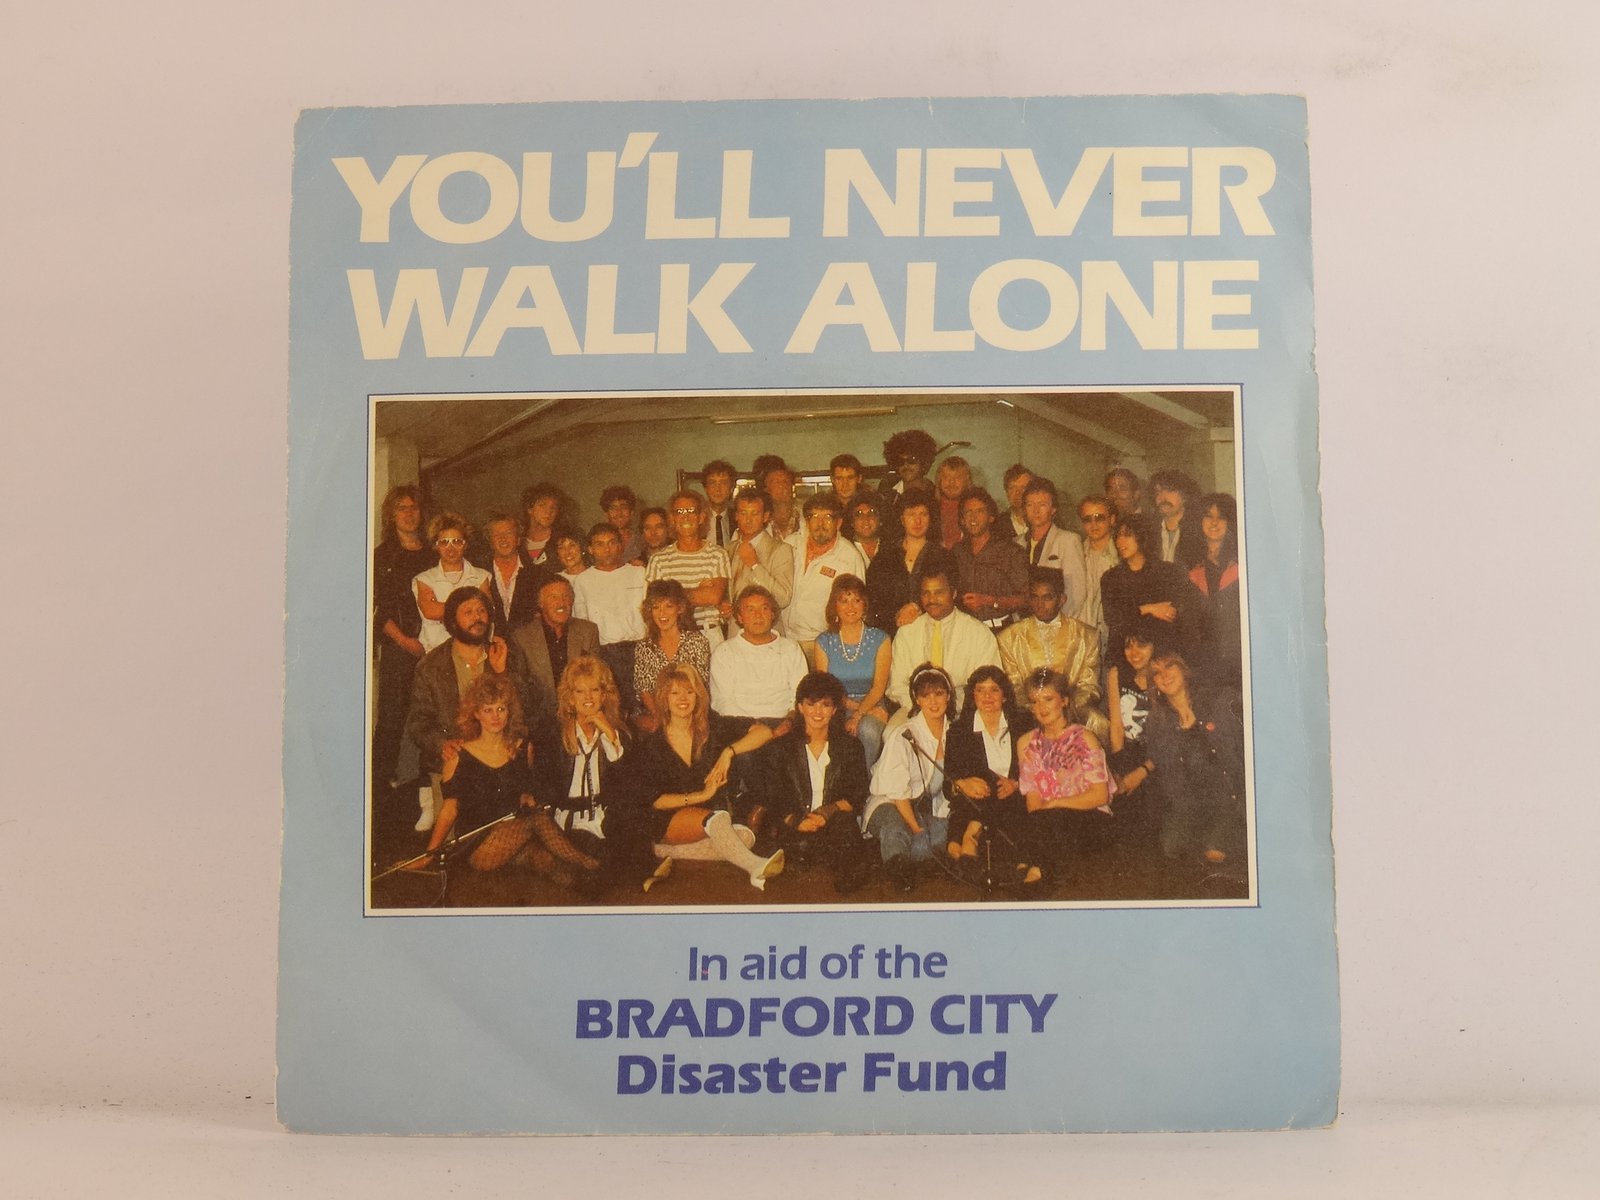 YOU'LL NEVER
WALK ALONE
In aid of the
BRADFORD CITY
Disaster Fund